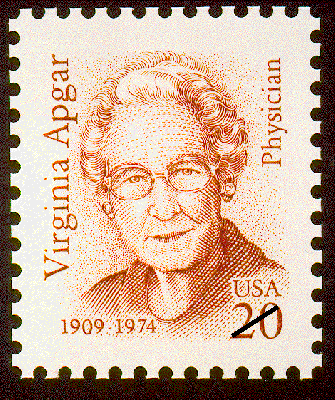 Virginia Apgar
Physician
1909 · 1974
USA
20